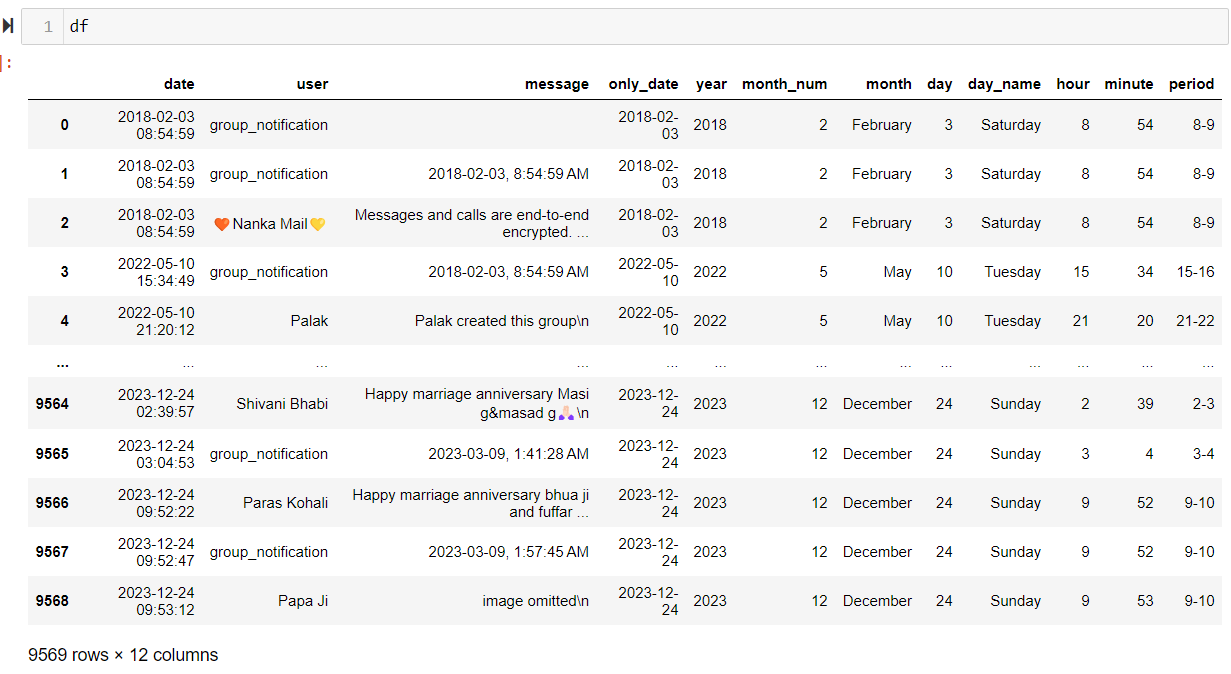 1 df
]:
date user message only_date year month_num month day day_name hour minute period
0 2018-02-03 08:54:59 group_notification 2018-02-03 2018 2 February 3 Saturday 8 54 8-9
1 2018-02-03 08:54:59 group_notification 2018-02-03, 8:54:59 AM 2018-02-03 2018 2 February 3 Saturday 8 54 8-9
2 2018-02-03 08:54:59 🧡Nanka Mail💛 Messages and calls are end-to-end encrypted. ... 2018-02-03 2018 2 February 3 Saturday 8 54 8-9
3 2022-05-10 15:34:49 group_notification 2018-02-03, 8:54:59 AM 2022-05-10 2022 5 May 10 Tuesday 15 34 15-16
4 2022-05-10 21:20:12 Palak Palak created this group\n 2022-05-10 2022 5 May 10 Tuesday 21 20 21-22
... ... ... ... ... ... ... ... ... ... ... ... ...
9564 2023-12-24 02:39:57 Shivani Bhabi Happy marriage anniversary Masi g&masad g🙏🏻\n 2023-12-24 2023 12 December 24 Sunday 2 39 2-3
9565 2023-12-24 03:04:53 group_notification 2023-03-09, 1:41:28 AM 2023-12-24 2023 12 December 24 Sunday 3 4 3-4
9566 2023-12-24 09:52:22 Paras Kohali Happy marriage anniversary bhua ji and fuffar ... 2023-12-24 2023 12 December 24 Sunday 9 52 9-10
9567 2023-12-24 09:52:47 group_notification 2023-03-09, 1:57:45 AM 2023-12-24 2023 12 December 24 Sunday 9 52 9-10
9568 2023-12-24 09:53:12 Papa Ji image omitted\n 2023-12-24 2023 12 December 24 Sunday 9 53 9-10
9569 rows × 12 columns